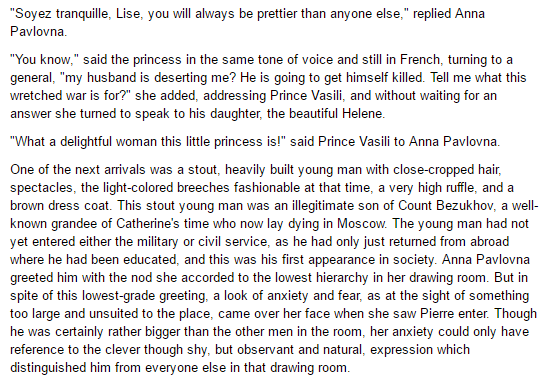 "Soyez tranquille, Lise, you will always be prettier than anyone else," replied Anna
Pavlovna.
"You know," said the princess in the same tone of voice and still in French, turning to a
general, "my husband is deserting me? He is going to get himself killed. Tell me what this
wretched war is for?" she added, addressing Prince Vasili, and without waiting for an
answer she turned to speak to his daughter, the beautiful Helene.
"What a delightful woman this little princess is!" said Prince Vasili to Anna Pavlovna.
One of the next arrivals was a stout, heavily built young man with close-cropped hair,
spectacles, the light-colored breeches fashionable at that time, a very high ruffle, and a
brown dress coat. This stout young man was an illegitimate son of Count Bezukhov, a well-
known grandee of Catherine's time who now lay dying in Moscow. The young man had not
yet entered either the military or civil service, as he had only just returned from abroad
where he had been educated, and this was his first appearance in society. Anna Pavlovna
greeted him with the nod she accorded to the lowest hierarchy in her drawing room. But in
spite of this lowest-grade greeting, a look of anxiety and fear, as at the sight of something
too large and unsuited to the place, came over her face when she saw Pierre enter. Though
he was certainly rather bigger than the other men in the room, her anxiety could only have
reference to the clever though shy, but observant and natural, expression which
distinguished him from everyone else in that drawing room.